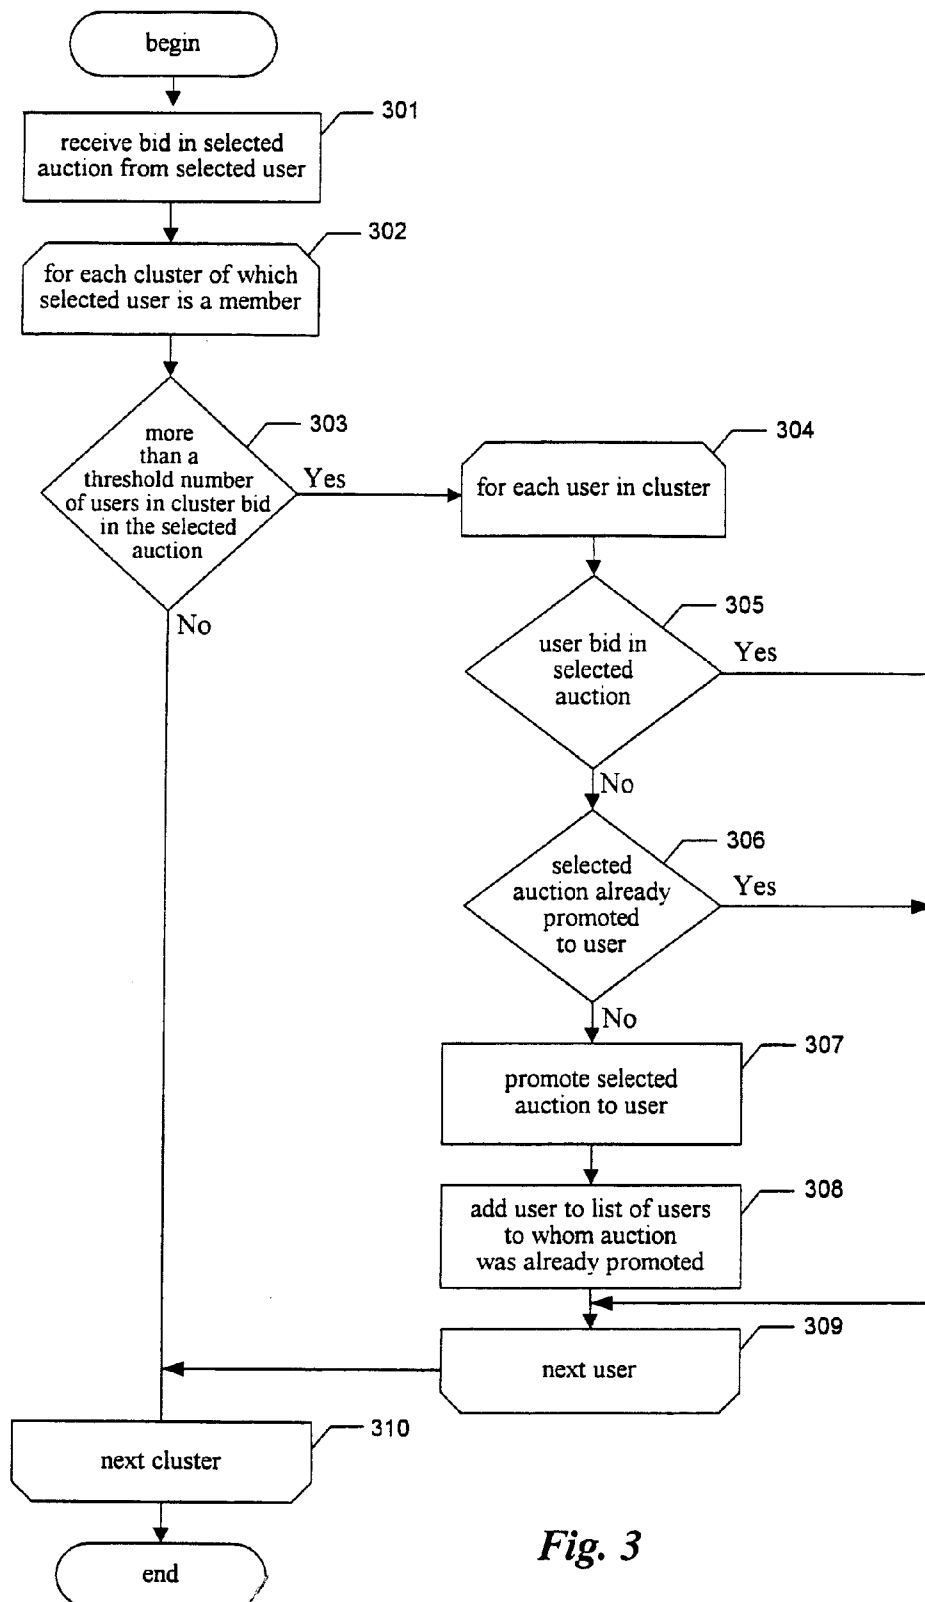 begin
301
receive bid in selected
auction from selected user
302
for each cluster of which
selected user is a member
303
more
than a
threshold number
of users in cluster bid
in the selected
auction
Yes
No
304
for each user in cluster
305
user bid in
selected
auction
Yes
No
306
selected
auction already
promoted
to user
Yes
No
307
promote selected
auction to user
308
add user to list of users
to whom auction
was already promoted
309
next user
310
next cluster
end
Fig. 3